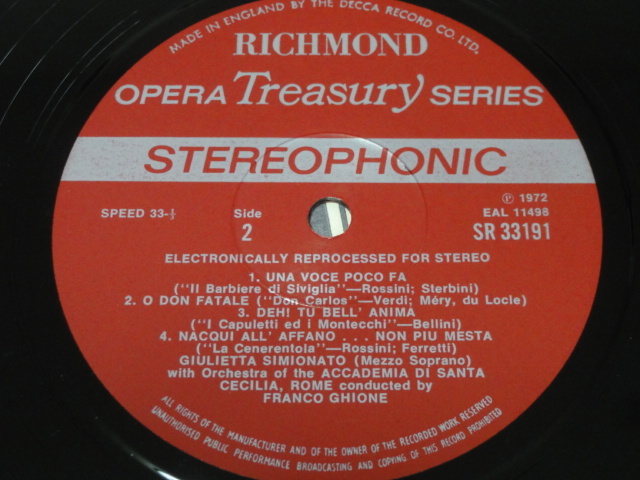 MADE IN ENGLAND BY THE DECCA RECORD CO. LTD.
RICHMOND
OPERA Treasury SERIES
STEREOPHONIC
SPEED 33-⅓ Side ℗ 1972
2 EAL 11498
SR 33191
ELECTRONICALLY REPROCESSED FOR STEREO
1. UNA VOCE POCO FA
("Il Barbiere di Siviglia"—Rossini; Sterbini)
2. O DON FATALE ("Don Carlos"—Verdi; Méry, du Locle)
3. DEH! TU BELL' ANIMA
("I Capuletti ed i Montecchi"—Bellini)
4. NACQUI ALL' AFFANO . . . NON PIU MESTA
("La Cenerentola"—Rossini; Ferretti)
GIULIETTA SIMIONATO (Mezzo Soprano)
with Orchestra of the ACCADEMIA DI SANTA
CECILIA, ROME conducted by
FRANCO GHIONE
ALL RIGHTS OF THE MANUFACTURER AND OF THE OWNER OF THE RECORDED WORK RESERVED
UNAUTHORISED PUBLIC PERFORMANCE BROADCASTING AND COPYING OF THIS RECORD PROHIBITED